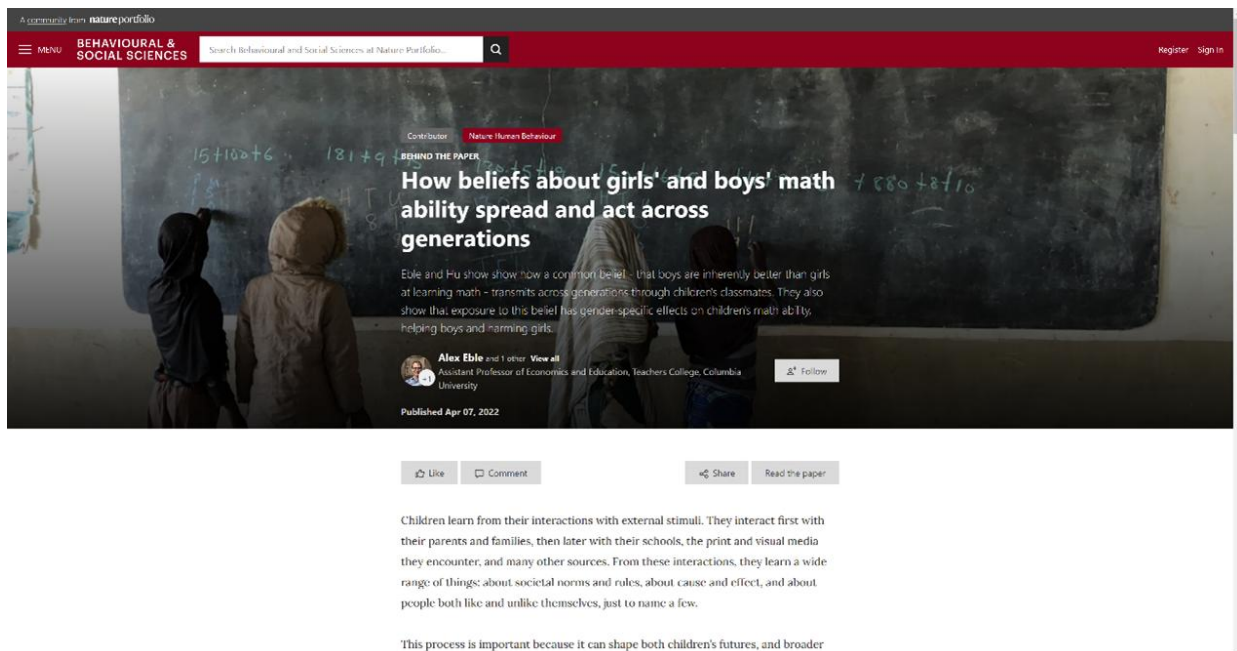 A community from nature portfolio
MENU
BEHAVIOURAL &
SOCIAL SCIENCES
Search Behavioural and Social Sciences at Nature Portfolio...
Register Sign In
Contributor Nature Human Behaviour
BEHIND THE PAPER
15+100+6 181+9+
+880+8+10
How beliefs about girls' and boys' math
ability spread and act across
generations
Eble and Hu show show how a common belief - that boys are inherently better than girls
at learning math - transmits across generations through children's classmates. They also
show that exposure to this belief has gender-specific effects on children's math ability,
helping boys and harming girls.
+1
Alex Eble and 1 other View all
Assistant Professor of Economics and Education, Teachers College, Columbia
University
Follow
Published Apr 07, 2022
Like Comment Share Read the paper
Children learn from their interactions with external stimuli. They interact first with
their parents and families, then later with their schools, the print and visual media
they encounter, and many other sources. From these interactions, they learn a wide
range of things: about societal norms and rules, about cause and effect, and about
people both like and unlike themselves, just to name a few.
This process is important because it can shape both children's futures, and broader